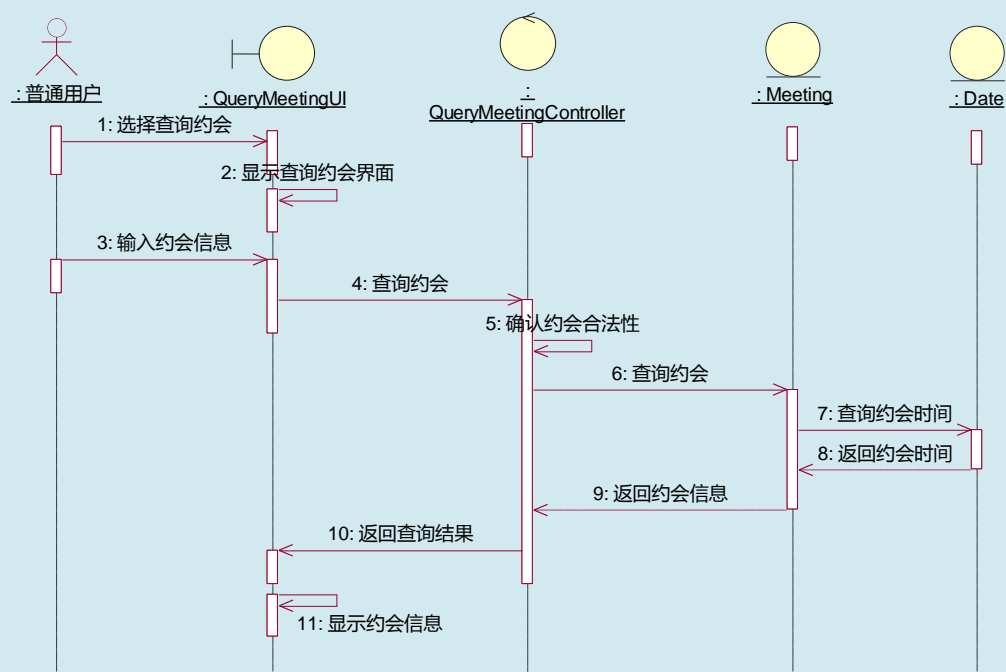 : 普通用户
: QueryMeetingUI
:
QueryMeetingController
: Meeting
: Date
1: 选择查询约会
2: 显示查询约会界面
3: 输入约会信息
4: 查询约会
5: 确认约会合法性
6: 查询约会
7: 查询约会时间
8: 返回约会时间
9: 返回约会信息
10: 返回查询结果
11: 显示约会信息